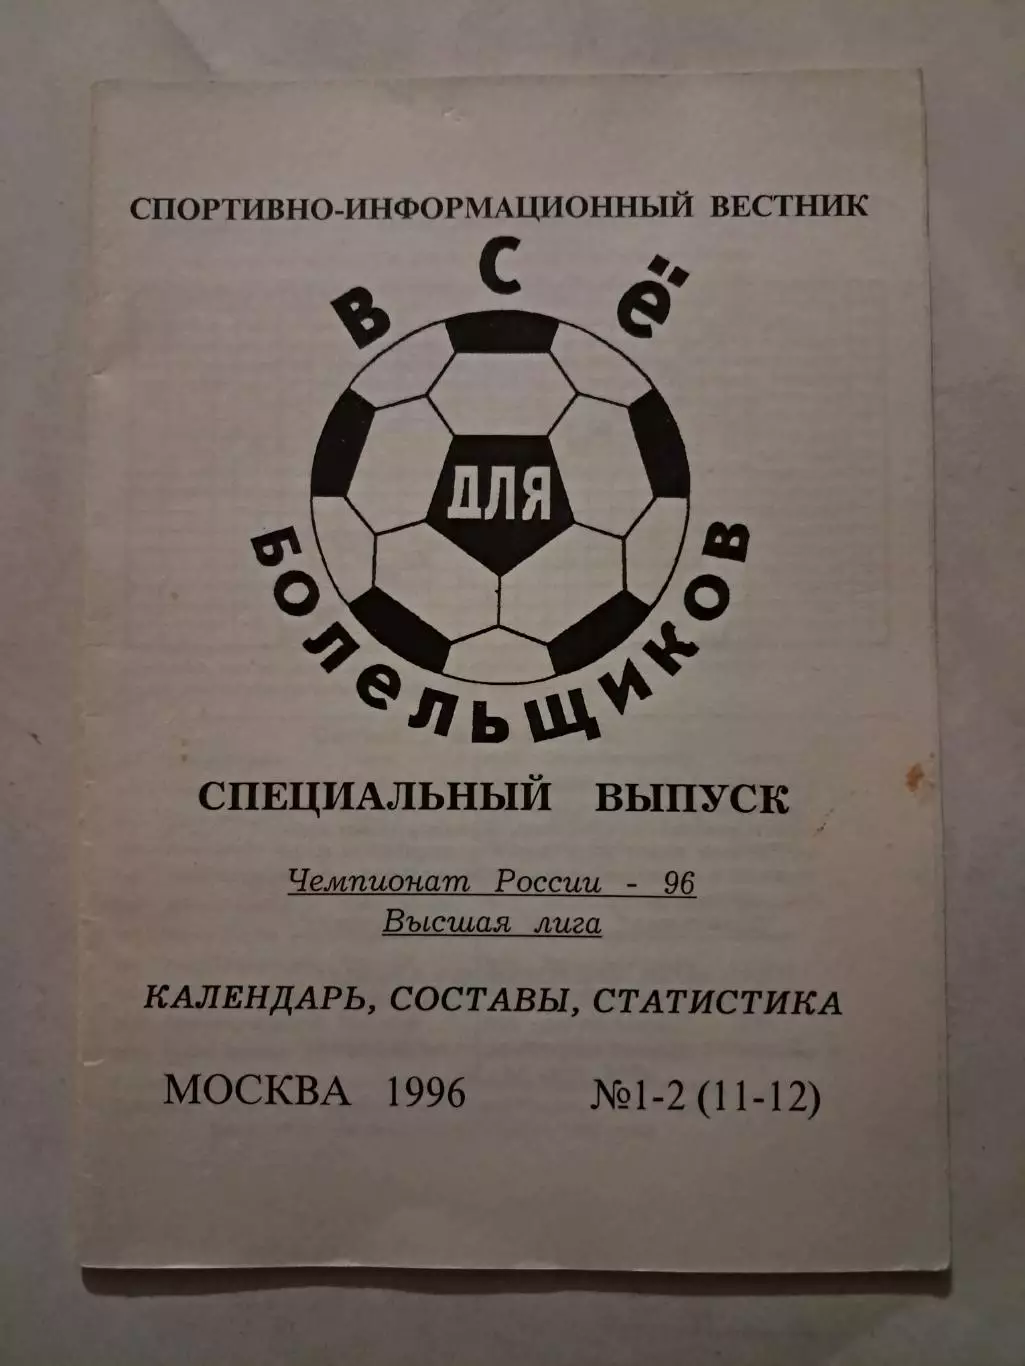 СПОРТИВНО-ИНФОРМАЦИОННЫЙ ВЕСТНИК
ВСЁ
ДЛЯ
БОЛЕЛЬЩИКОВ
СПЕЦИАЛЬНЫЙ ВЫПУСК
Чемпионат России - 96
Высшая лига
КАЛЕНДАРЬ, СОСТАВЫ, СТАТИСТИКА
МОСКВА 1996 №1-2 (11-12)